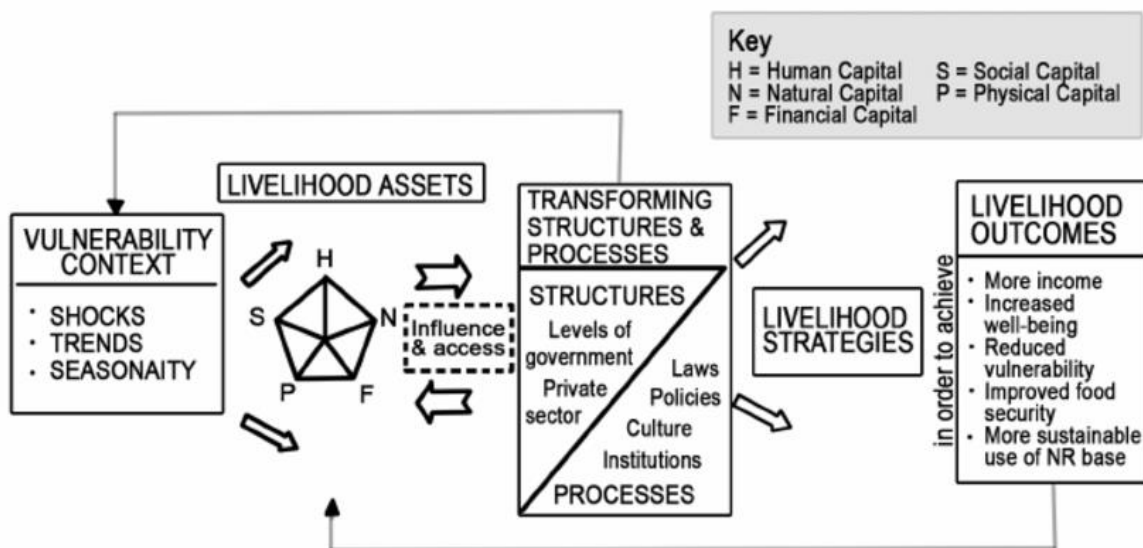 Key
H = Human Capital S = Social Capital
N = Natural Capital P = Physical Capital
F = Financial Capital
LIVELIHOOD ASSETS
VULNERABILITY
CONTEXT
· SHOCKS
· TRENDS
· SEASONAITY
H
S
N
P
F
Influence
& access
TRANSFORMING
STRUCTURES &
PROCESSES
STRUCTURES
Levels of
government
Private
sector
Laws
Policies
Culture
Institutions
PROCESSES
LIVELIHOOD
STRATEGIES
in order to achieve
LIVELIHOOD
OUTCOMES
· More income
· Increased
well-being
· Reduced
vulnerability
· Improved food
security
· More sustainable
use of NR base